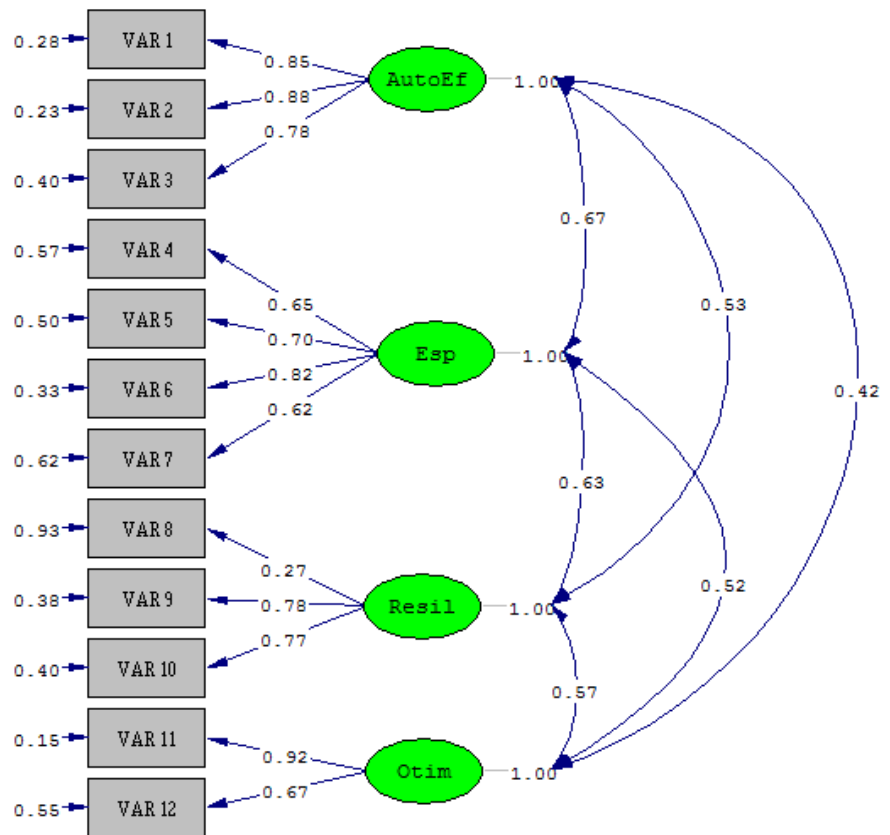 0.28 VAR 1
0.85
AutoEf 1.00
0.23 VAR 2
0.88
0.78
0.40 VAR 3
0.67
0.57 VAR 4
0.65
0.53
0.50 VAR 5
0.70
Esp 1.00
0.82
0.33 VAR 6
0.42
0.62
0.62 VAR 7
0.63
0.93 VAR 8
0.27
0.52
0.38 VAR 9
0.78
Resil 1.00
0.77
0.40 VAR 10
0.57
0.15 VAR 11
0.92
Otim 1.00
0.67
0.55 VAR 12